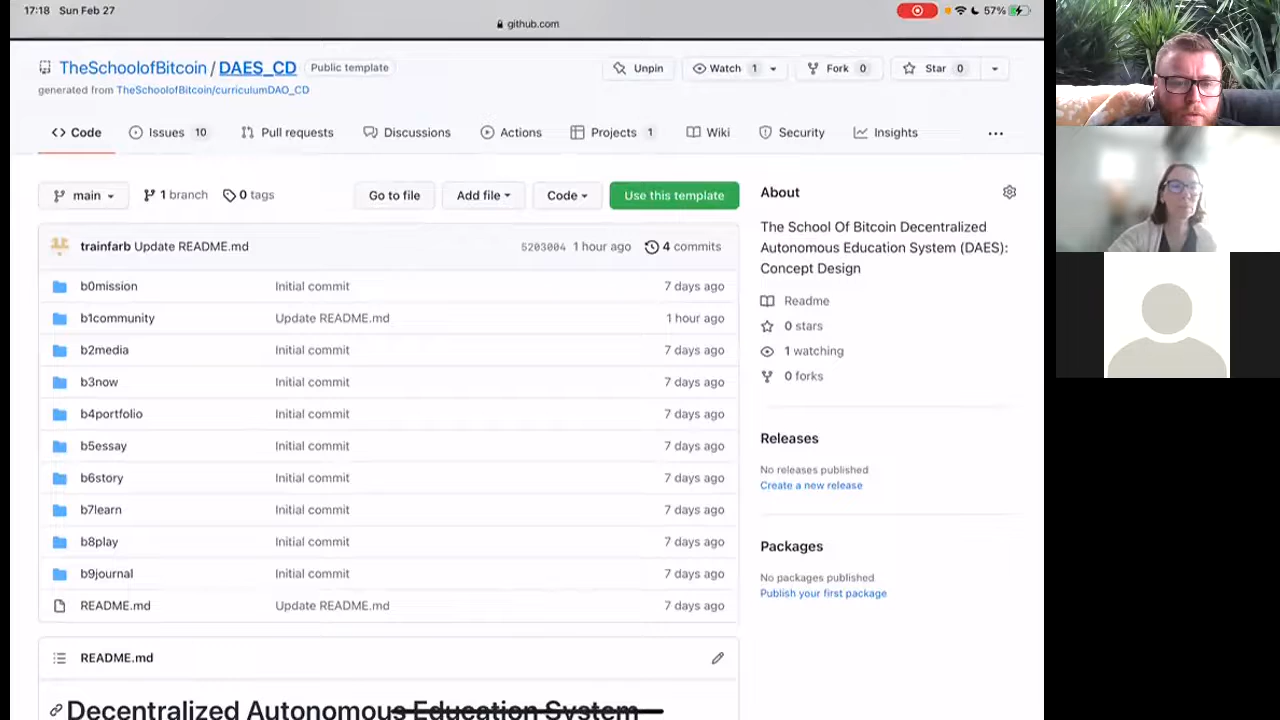 17:18 Sun Feb 27
57%
github.com
TheSchoolofBitcoin / DAES_CD Public template
Unpin Watch 1 Fork 0 Star 0
generated from TheSchoolofBitcoin/curriculumDAO_CD
Code Issues 10 Pull requests Discussions Actions Projects 1 Wiki Security Insights
main 1 branch 0 tags Go to file Add file Code Use this template
trainfarb Update README.md 5203004 1 hour ago 4 commits
b0mission Initial commit 7 days ago
b1community Update README.md 1 hour ago
b2media Initial commit 7 days ago
b3now Initial commit 7 days ago
b4portfolio Initial commit 7 days ago
b5essay Initial commit 7 days ago
b6story Initial commit 7 days ago
b7learn Initial commit 7 days ago
b8play Initial commit 7 days ago
b9journal Initial commit 7 days ago
README.md Update README.md 7 days ago
README.md
Decentralized Autonomous Education System
About
The School Of Bitcoin Decentralized
Autonomous Education System (DAES):
Concept Design
Readme
0 stars
1 watching
0 forks
Releases
No releases published
Create a new release
Packages
No packages published
Publish your first package